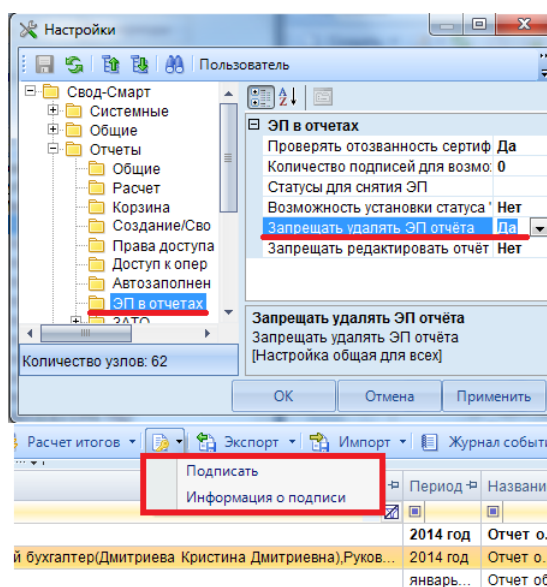 Настройки
Пользователь
Свод-Смарт
Системные
Общие
Отчеты
Общие
Расчет
Корзина
Создание/Сво
Права доступа
Доступ к опер
Автозаполнен
ЭП в отчетах
ЗАТО
Количество узлов: 62
ЭП в отчетах
Проверять отозванность сертиф Да
Количество подписей для возмо: 0
Статусы для снятия ЭП
Возможность установки статуса ' Нет
Запрещать удалять ЭП отчёта Да
Запрещать редактировать отчёт Нет
Запрещать удалять ЭП отчёта
Запрещать удалять ЭП отчёта
[Настройка общая для всех]
ОК Отмена Применить
Расчет итогов Экспорт Импорт Журнал событи
Подписать
Информация о подписи
Период Названи
2014 год Отчет о.
й бухгалтер(Дмитриева Кристина Дмитриевна),Руков... 2014 год Отчет о.
январь... Отчет об